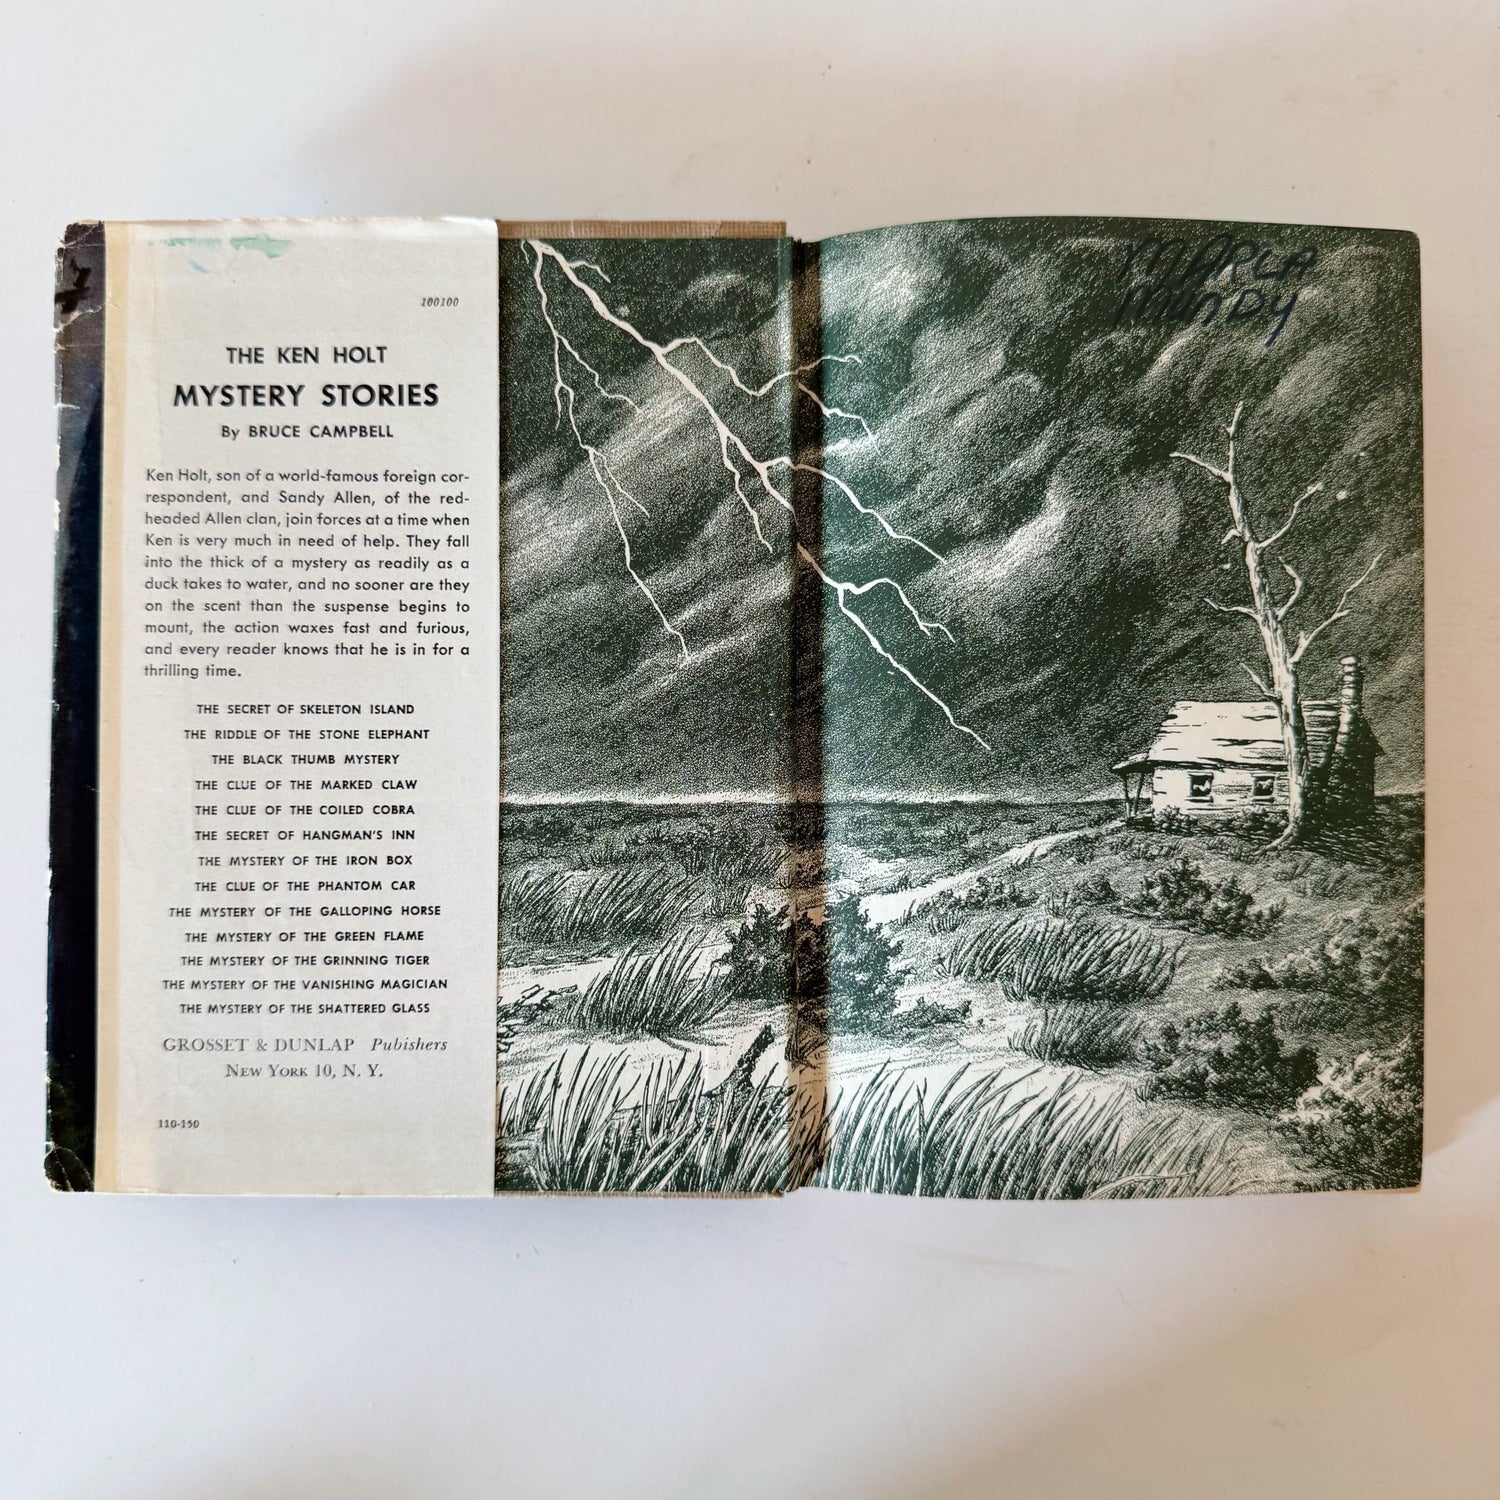 100100
THE KEN HOLT
MYSTERY STORIES
By BRUCE CAMPBELL
Ken Holt, son of a world-famous foreign cor-
respondent, and Sandy Allen, of the red-
headed Allen clan, join forces at a time when
Ken is very much in need of help. They fall
into the thick of a mystery as readily as a
duck takes to water, and no sooner are they
on the scent than the suspense begins to
mount, the action waxes fast and furious,
and every reader knows that he is in for a
thrilling time.
THE SECRET OF SKELETON ISLAND
THE RIDDLE OF THE STONE ELEPHANT
THE BLACK THUMB MYSTERY
THE CLUE OF THE MARKED CLAW
THE CLUE OF THE COILED COBRA
THE SECRET OF HANGMAN'S INN
THE MYSTERY OF THE IRON BOX
THE CLUE OF THE PHANTOM CAR
THE MYSTERY OF THE GALLOPING HORSE
THE MYSTERY OF THE GREEN FLAME
THE MYSTERY OF THE GRINNING TIGER
THE MYSTERY OF THE VANISHING MAGICIAN
THE MYSTERY OF THE SHATTERED GLASS
GROSSET & DUNLAP Publishers
NEW YORK 10, N. Y.
110-150
MARLA
MUNDY
JAMES